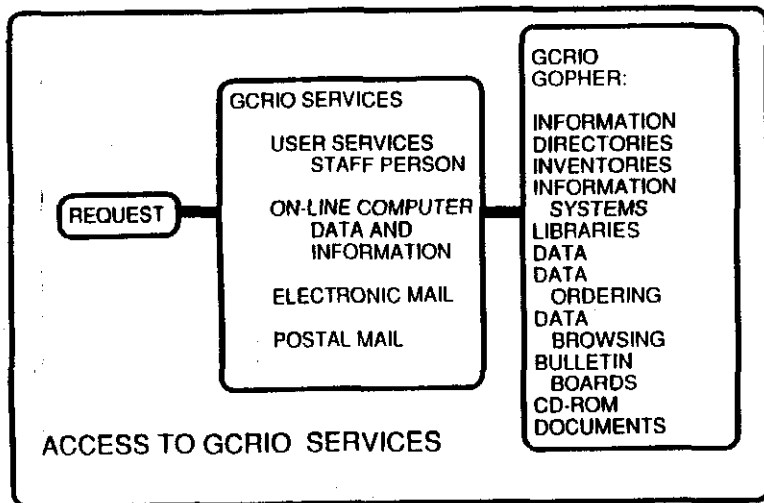 REQUEST
GCRIO SERVICES
USER SERVICES
STAFF PERSON
ON-LINE COMPUTER
DATA AND
INFORMATION
ELECTRONIC MAIL
POSTAL MAIL
GCRIO
GOPHER:
INFORMATION
DIRECTORIES
INVENTORIES
INFORMATION
SYSTEMS
LIBRARIES
DATA
DATA
ORDERING
DATA
BROWSING
BULLETIN
BOARDS
CD-ROM
DOCUMENTS
ACCESS TO GCRIO SERVICES